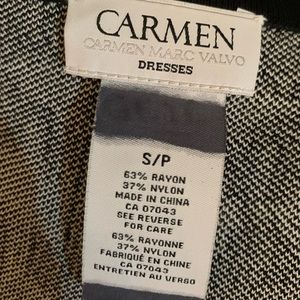 CARMEN
CARMEN MARC VALVO
DRESSES
S/P
63% RAYON
37% NYLON
MADE IN CHINA
CA 07043
SEE REVERSE
FOR CARE
63% RAYONNE
37% NYLON
FABRIQUÉ EN CHINE
CA 07043
ENTRETIEN AU VERSO